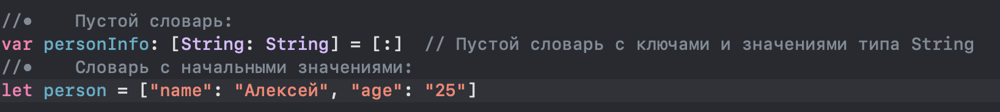 //•    Пустой словарь:
var personInfo: [String: String] = [:]  // Пустой словарь с ключами и значениями типа String
//•    Словарь с начальными значениями:
let person = ["name": "Алексей", "age": "25"]